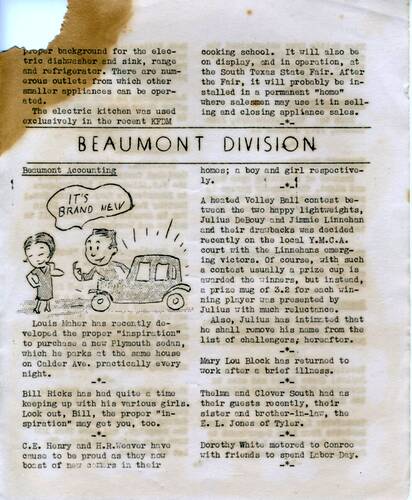 proper background for the elec-
tric dishwasher and sink, range
and refrigerator. There are num-
erous outlets from which other
smaller appliances can be oper-
ated.
The electric kitchen was used
exclusively in the recent KFDM
cooking school. It will also be
on display, and in operation, at
the South Texas State Fair. After
the Fair, it will probably be in-
stalled in a permanent "home"
where salesmen may use it in sell-
ing and closing appliance sales.
-*-
BEAUMONT DIVISION
Beaumont Accounting
IT'S
BRAND NEW
Louis Maher has recently de-
veloped the proper "inspiration"
to purchase a new Plymouth sedan,
which he parks at the same house
on Calder Ave. practically every
night.
-*-
Bill Ricks has had quite a time
keeping up with his various girls.
Look out, Bill, the proper "in-
spiration" may get you, too.
-*-
C.E. Henry and H.R.Weaver have
cause to be proud as they now
boast of new comers in their
homes; a boy and girl respective-
ly.
-*-
A heated Volley Ball contest be-
tween the two happy lightweights,
Julius DeBouy and Jimmie Linnehan
and their drawbacks was decided
recently on the local Y.M.C.A.
court with the Linnehans emerg-
ing victors. Of course, with such
a contest usually a prize cup is
awarded the winners, but instead,
a prize mug of 3.2 for each win-
ning player was presented by
Julius with much reluctance.
Also, Julius has intimated that
he shall remove his name from the
list of challengers; hereafter.
-*-
Mary Lou Block has returned to
work after a brief illness.
-*-
Thelma and Clover South had as
their guests recently, their
sister and brother-in-law, the
E. L. Jones of Tyler.
-*-
Dorothy White motored to Conroe
with friends to spend Labor Day.
-*-